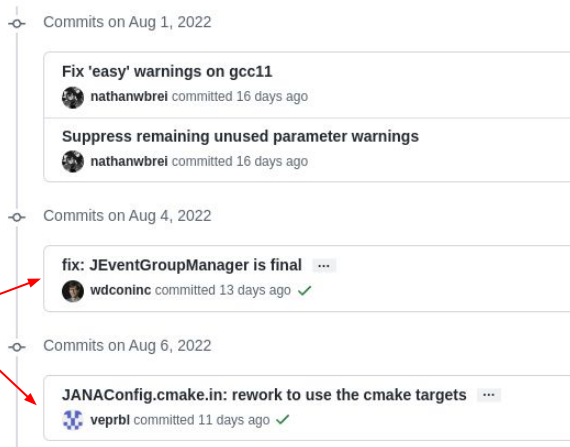 Commits on Aug 1, 2022
Fix 'easy' warnings on gcc11
nathanwbrei committed 16 days ago
Suppress remaining unused parameter warnings
nathanwbrei committed 16 days ago
Commits on Aug 4, 2022
fix: JEventGroupManager is final ...
wdconinc committed 13 days ago
Commits on Aug 6, 2022
JANAConfig.cmake.in: rework to use the cmake targets ...
veprbl committed 11 days ago